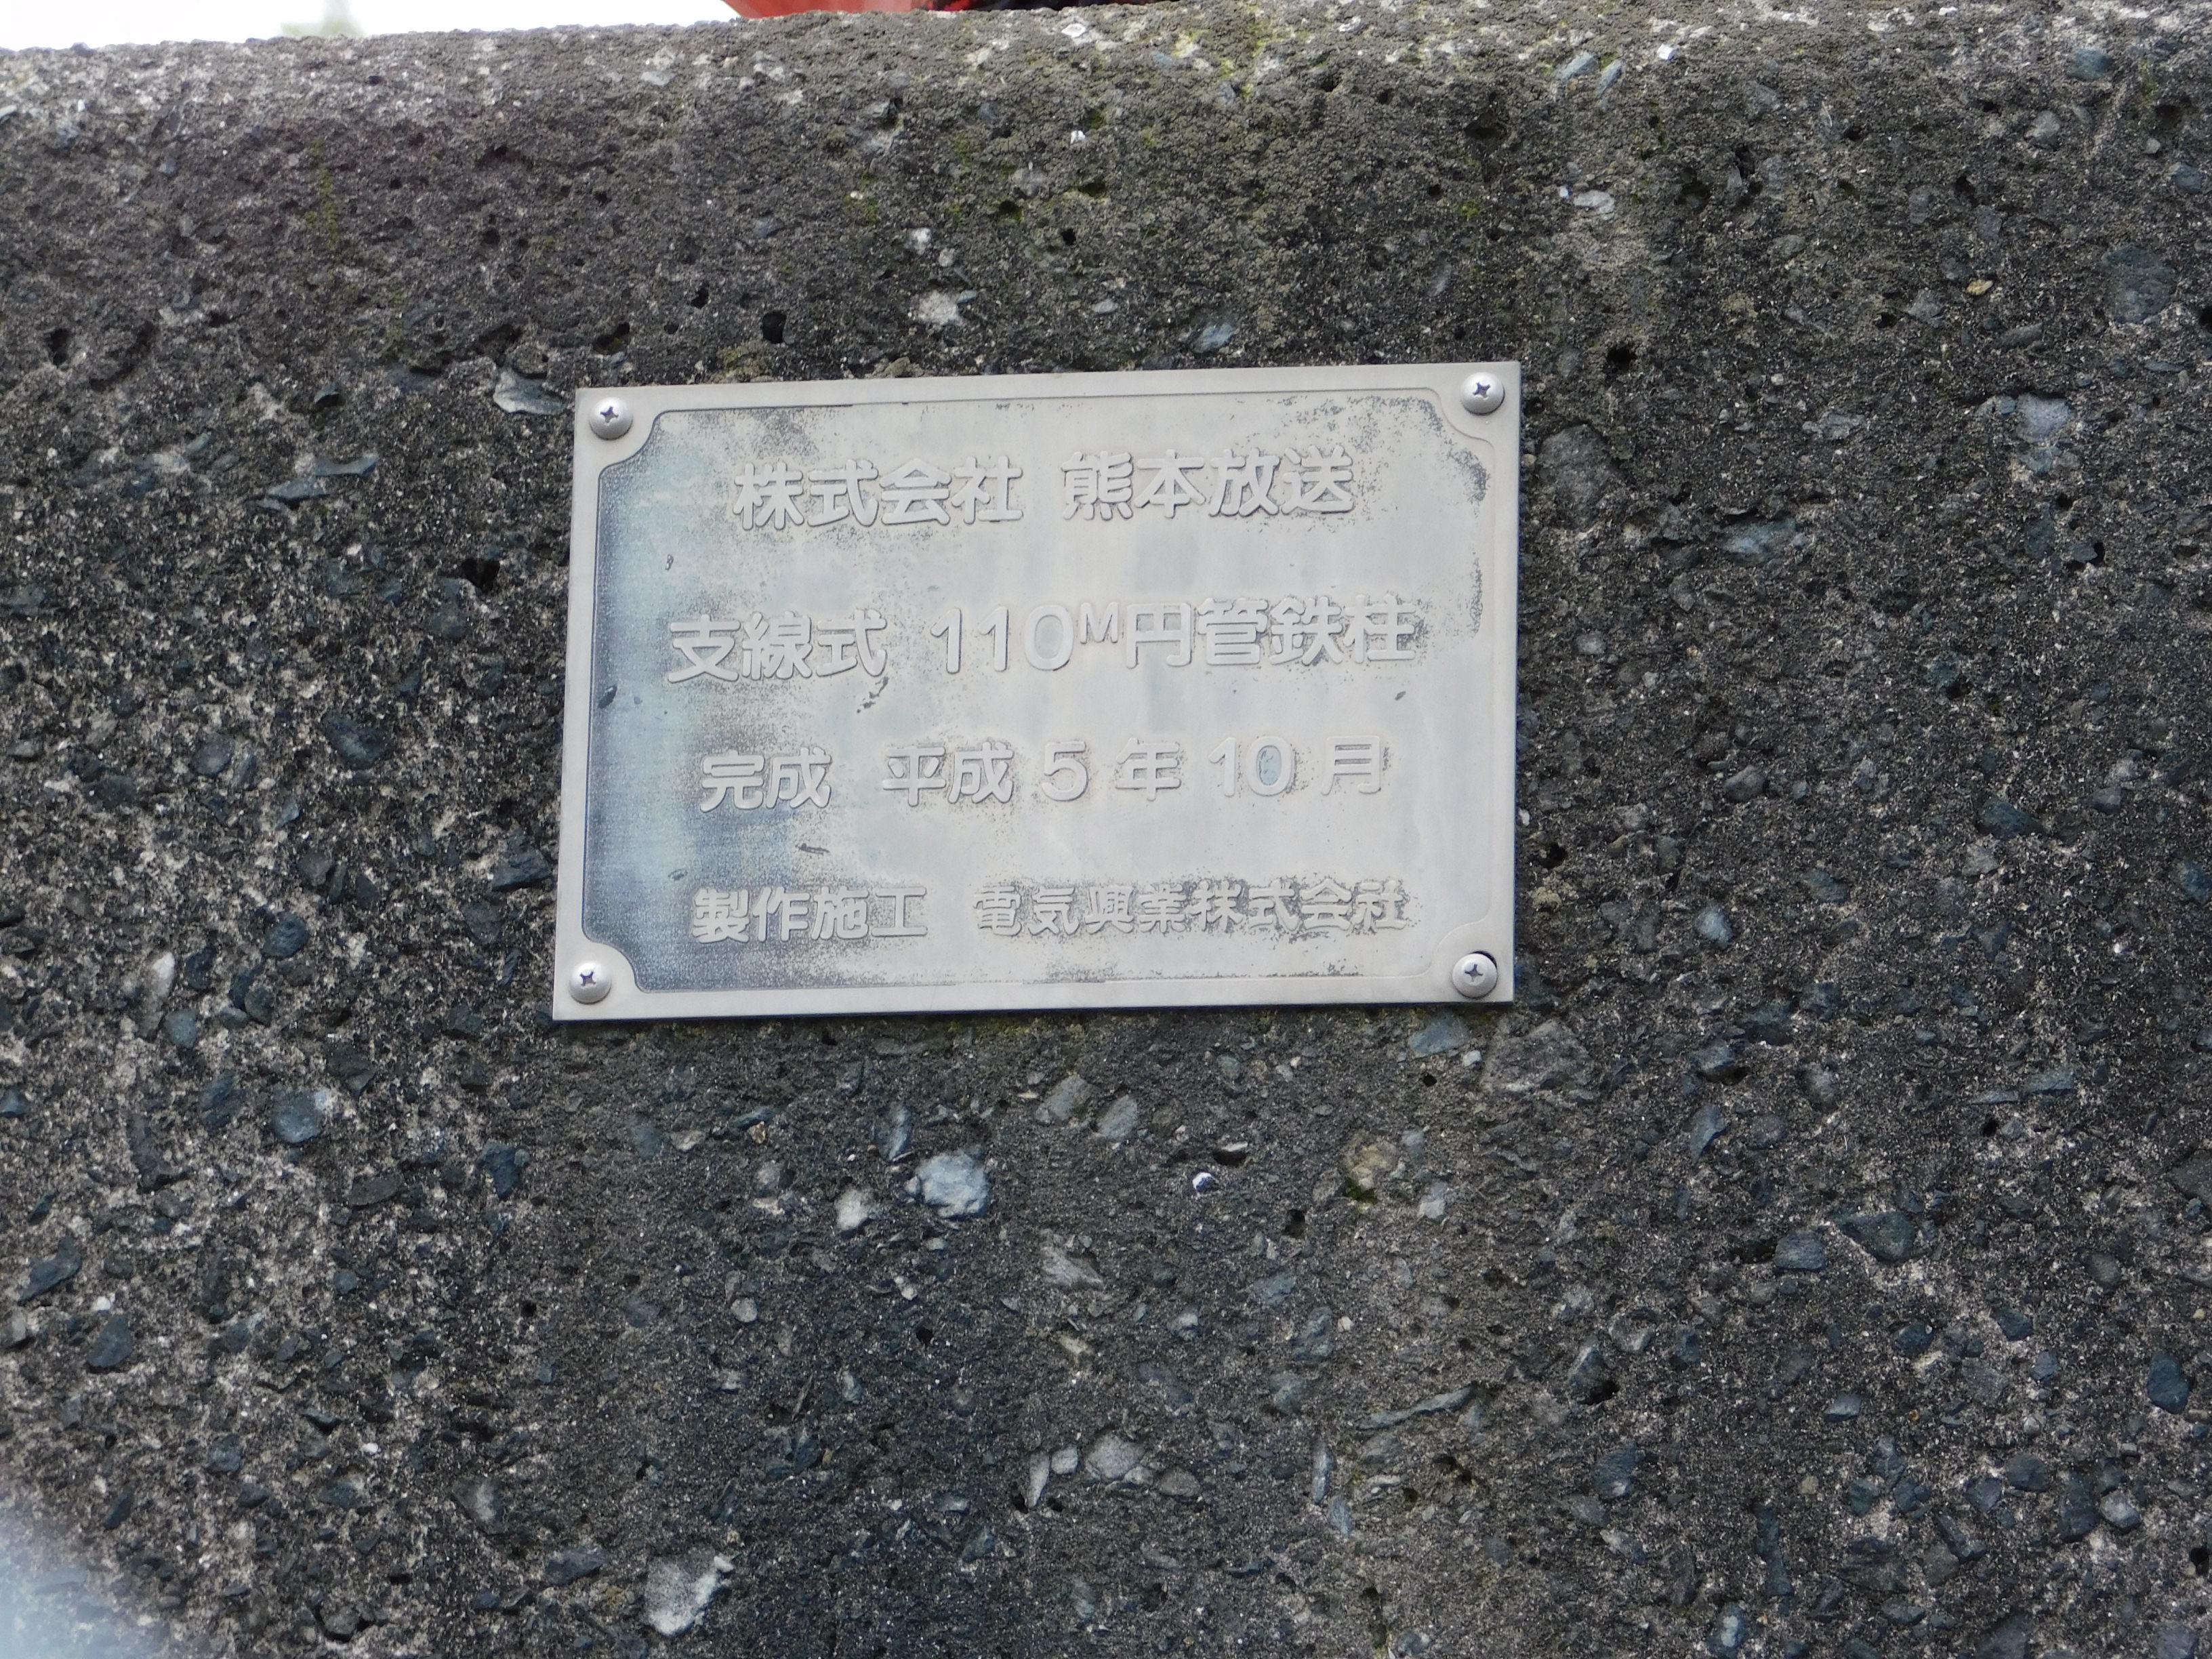 株式会社 熊本放送
支線式 110M円管鉄柱
完成 平成 5 年 10 月
製作施工 電気興業株式会社